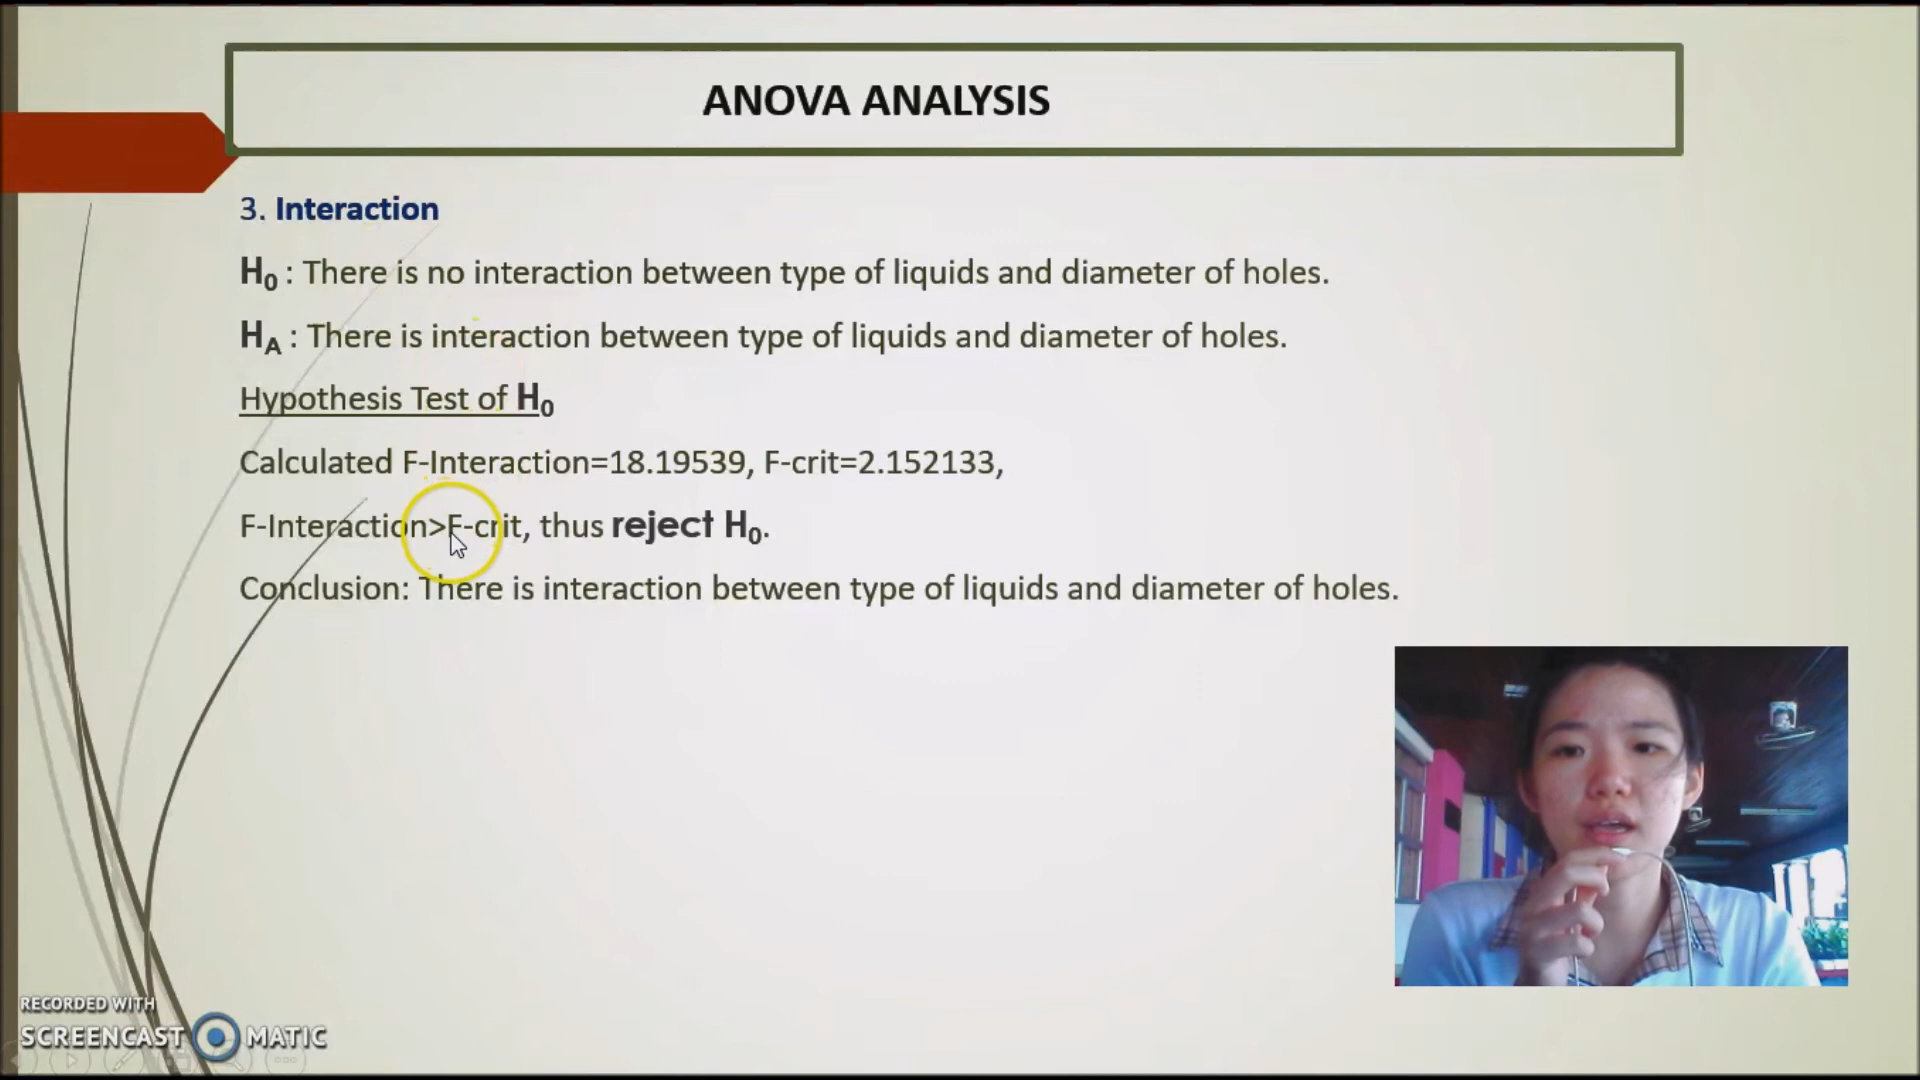 ANOVA ANALYSIS
3. Interaction
H₀ : There is no interaction between type of liquids and diameter of holes.
H_A : There is interaction between type of liquids and diameter of holes.
Hypothesis Test of H₀
Calculated F-Interaction=18.19539, F-crit=2.152133,
F-Interaction>F-crit, thus reject H₀.
Conclusion: There is interaction between type of liquids and diameter of holes.
RECORDED WITH
SCREENCAST MATIC